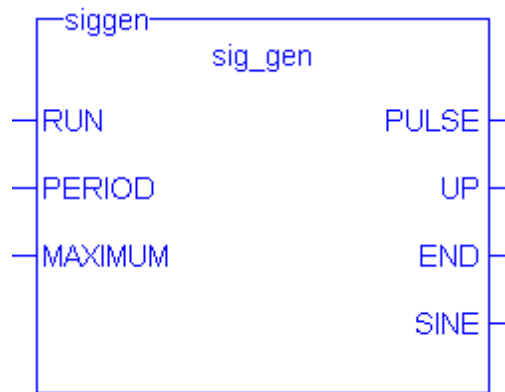 siggen
sig_gen
RUN PULSE
PERIOD UP
MAXIMUM END
SINE